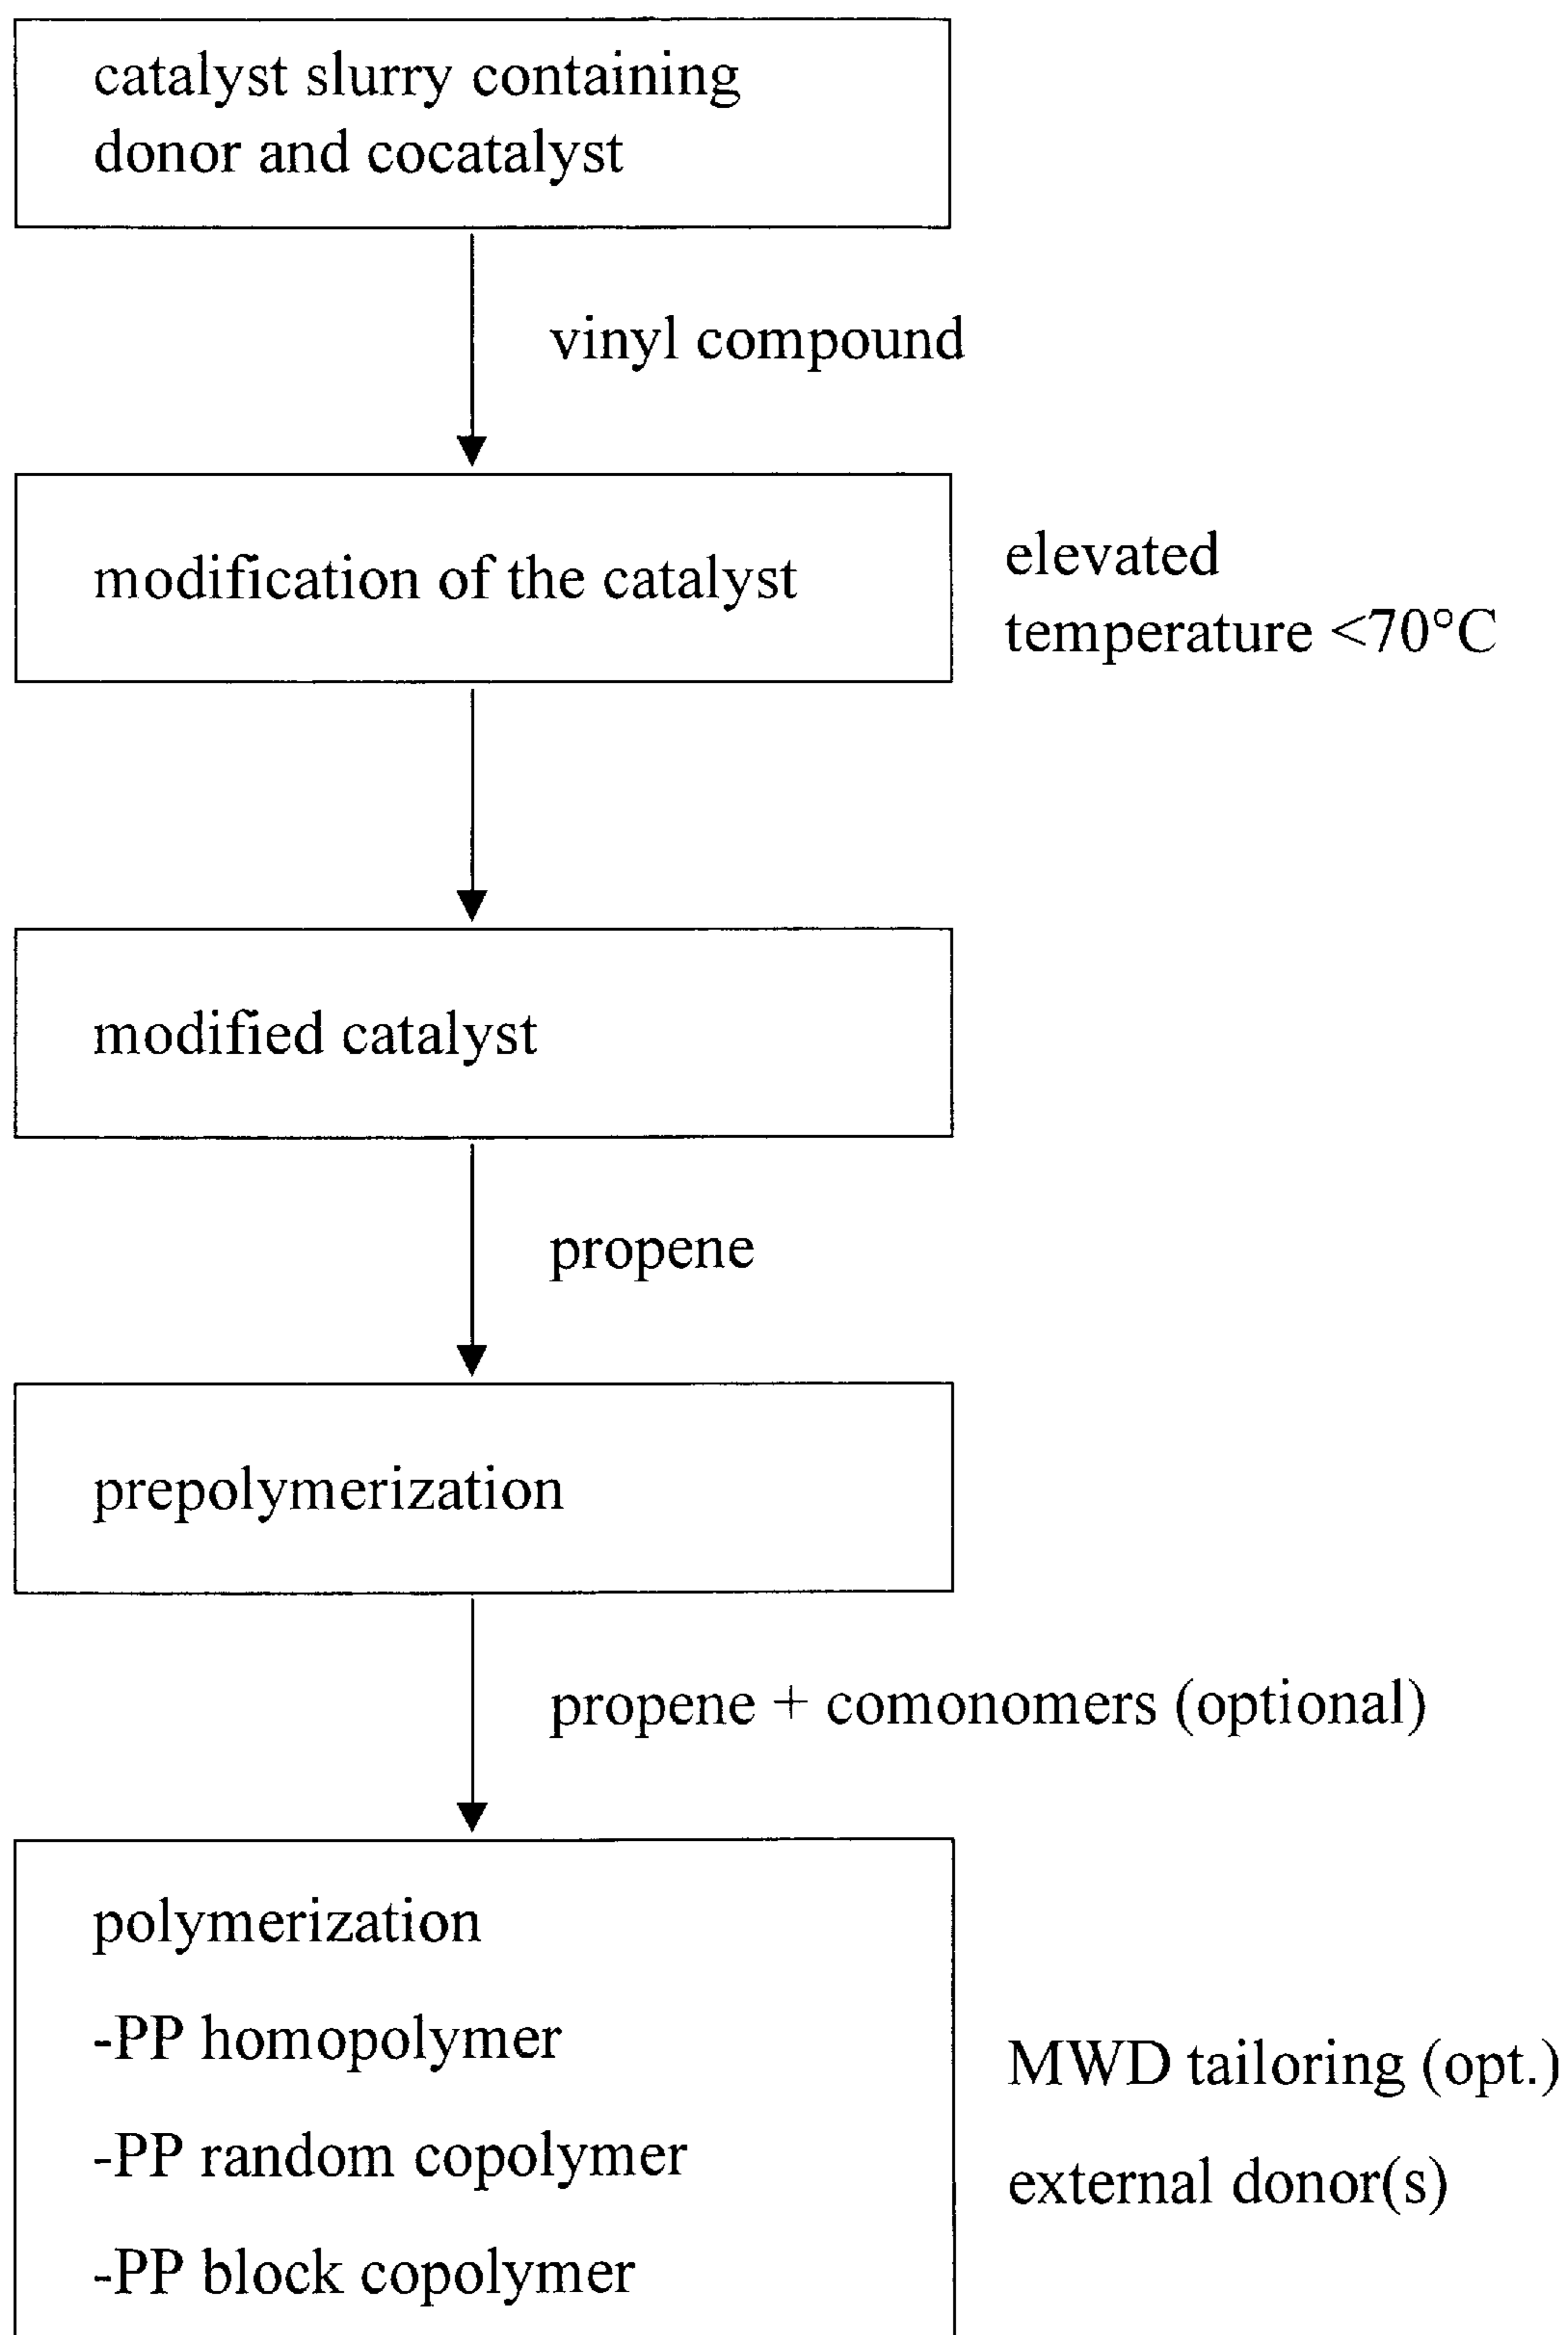 catalyst slurry containing
donor and cocatalyst
vinyl compound
modification of the catalyst
elevated
temperature <70°C
modified catalyst
propene
prepolymerization
propene + comonomers (optional)
polymerization
-PP homopolymer
-PP random copolymer
-PP block copolymer
MWD tailoring (opt.)
external donor(s)